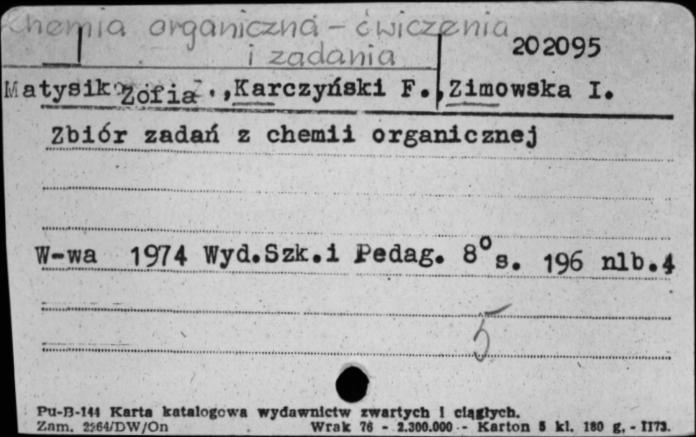 Chemia organiczna - ćwiczenia
i zadania
202095
Matysik Zofia Z., Karczyński F., Zimowska I.
Zbiór zadań z chemii organicznej
W-wa 1974 Wyd.Szk.i Pedag. 8° s. 196 nlb.4
5
Pu-B-144 Karta katalogowa wydawnictw zwartych i ciągłych.
Zam. 2264/DW/On Wrak 76 - 2.300.000 - Karton 5 kl. 180 g. - II73.